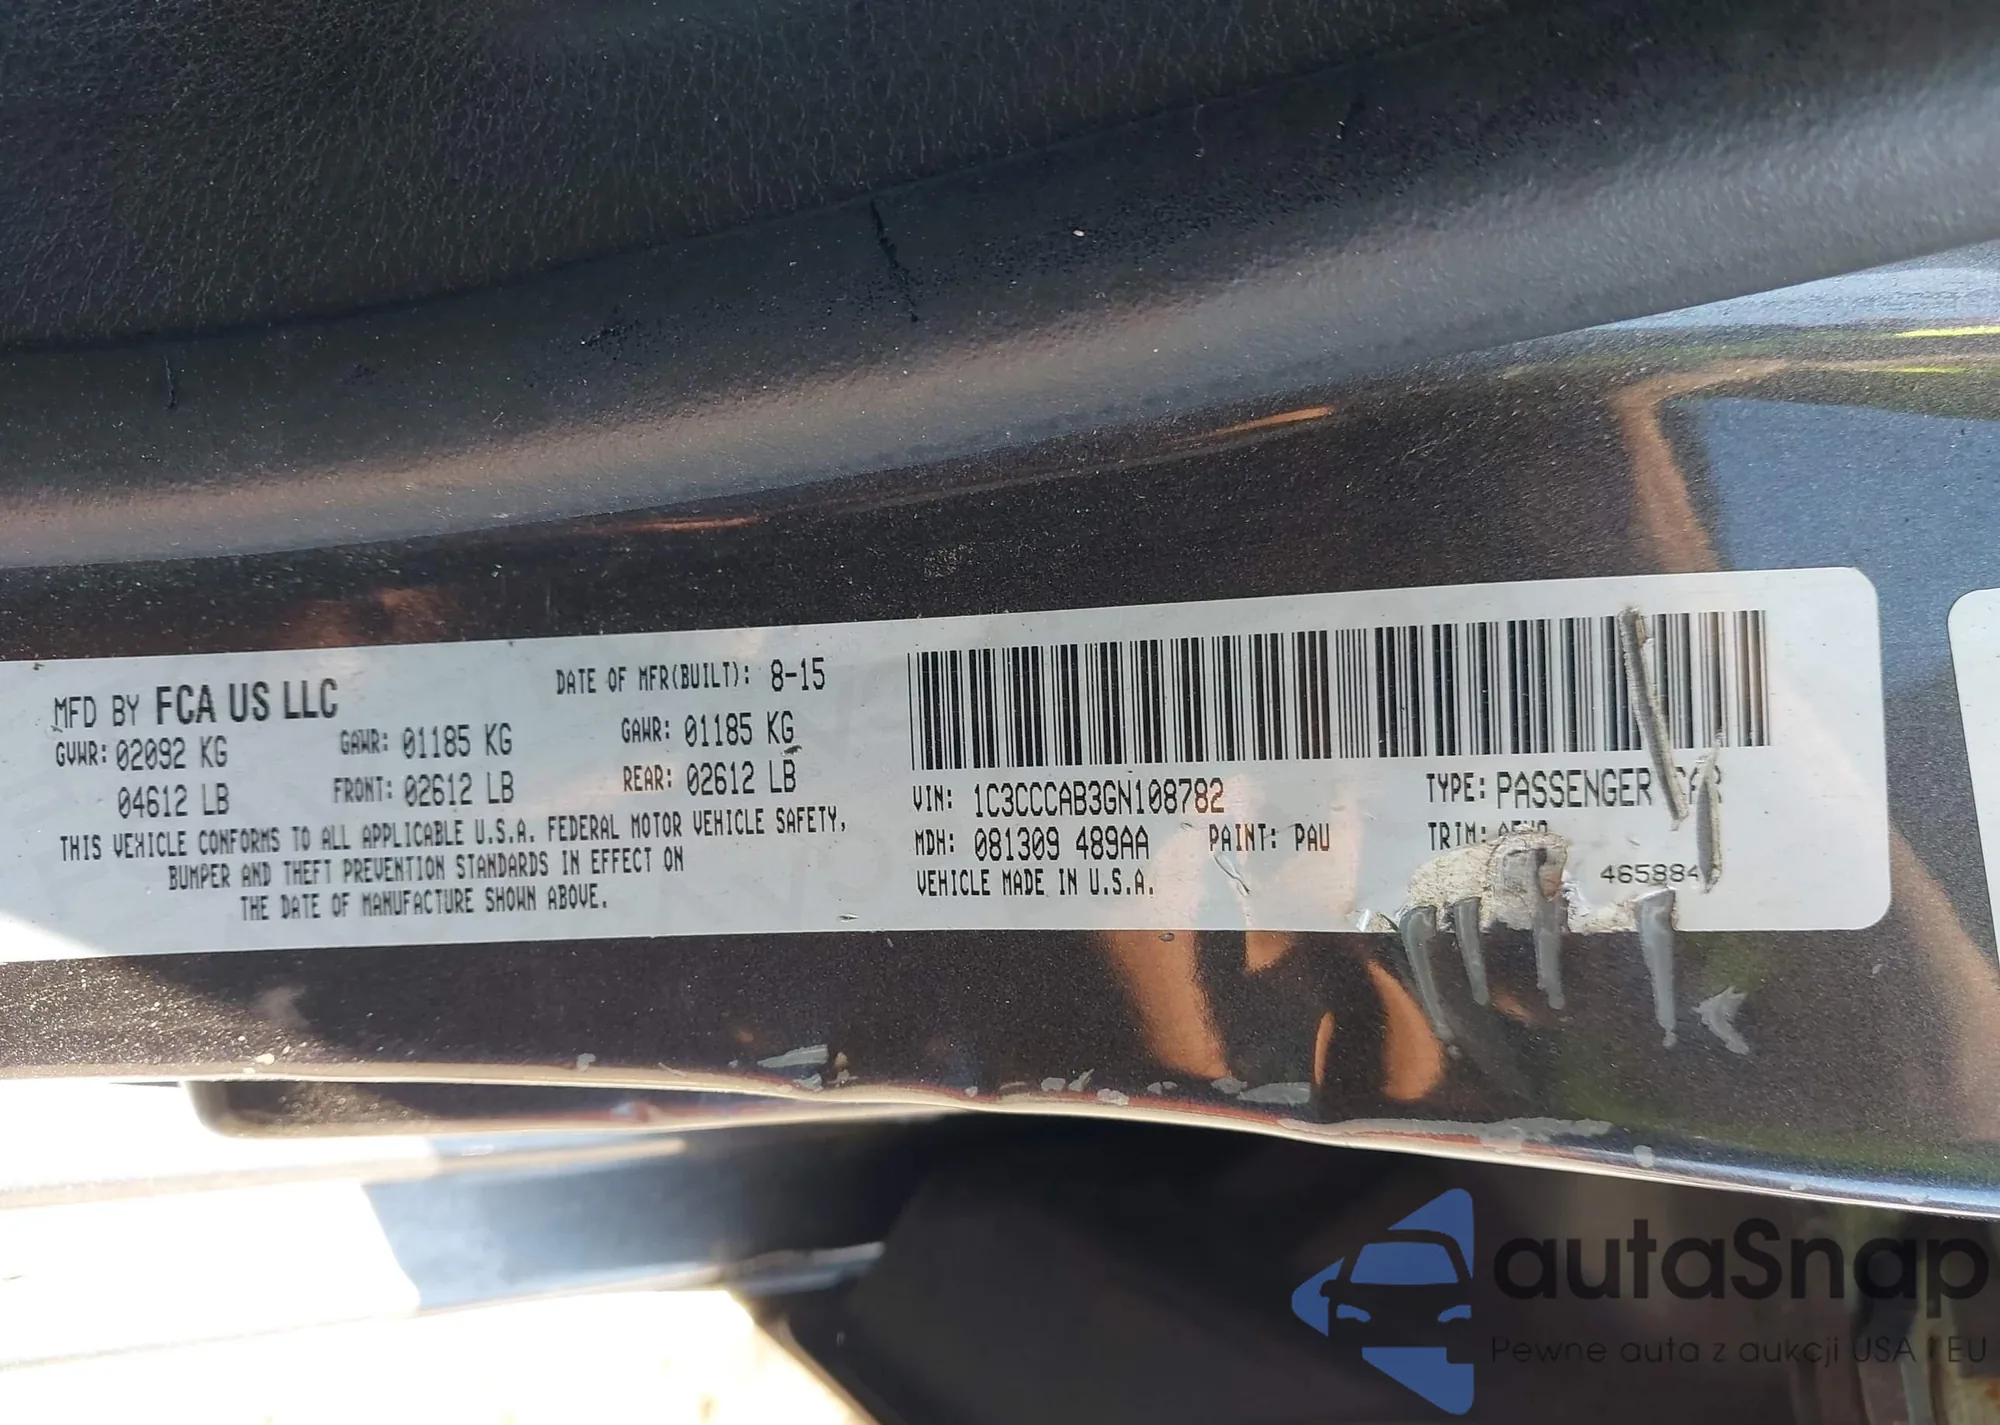 MFD BY FCA US LLC
DATE OF MFR(BUILT): 8-15
GVWR: 02092 KG
04612 LB
GAWR: 01185 KG
FRONT: 02612 LB
GAWR: 01185 KG
REAR: 02612 LB
THIS VEHICLE CONFORMS TO ALL APPLICABLE U.S.A. FEDERAL MOTOR VEHICLE SAFETY,
BUMPER AND THEFT PREVENTION STANDARDS IN EFFECT ON
THE DATE OF MANUFACTURE SHOWN ABOVE.
VIN: 1C3CCCAB3GN108782
TYPE: PASSENGER CAR
MDH: 081309 489AA
PAINT: PAU
TRIM:
VEHICLE MADE IN U.S.A.
autaSnap
Pewne auta z aukcji USA / EU